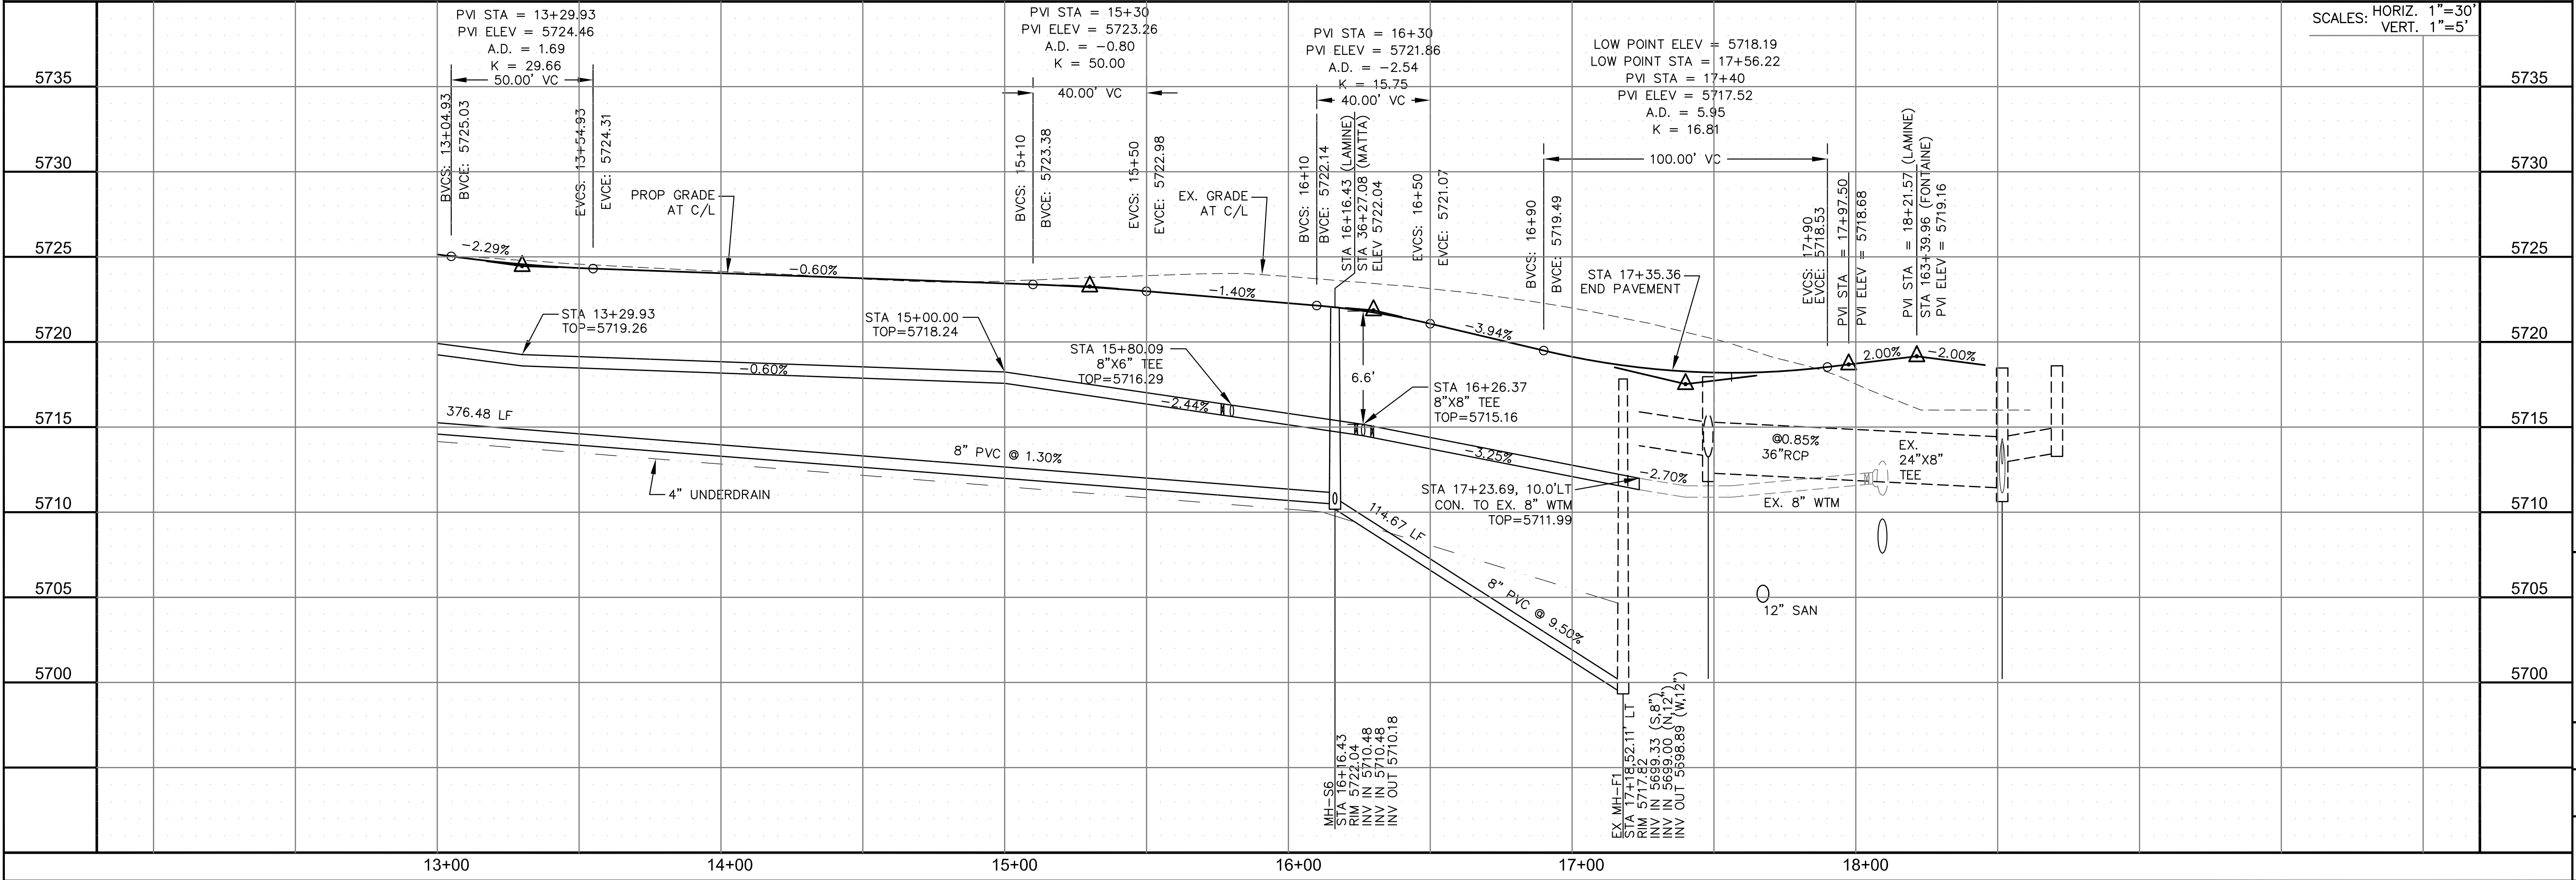 PVI STA = 13+29.93
PVI ELEV = 5724.46
A.D. = 1.69
K = 29.66
50.00' VC
BVCS: 13+04.93
BVCE: 5725.03
EVCS: 13+54.93
EVCE: 5724.31
PVI STA = 15+30
PVI ELEV = 5723.26
A.D. = -0.80
K = 50.00
40.00' VC
BVCS: 15+10
BVCE: 5723.38
EVCS: 15+50
EVCE: 5722.98
PVI STA = 16+30
PVI ELEV = 5721.86
A.D. = -2.54
K = 15.75
40.00' VC
BVCS: 16+10
BVCE: 5722.14
STA 16+16.43 (LAMINE)
STA 36+27.08 (MATTA)
ELEV 5722.04
EVCS: 16+50
EVCE: 5721.07
LOW POINT ELEV = 5718.19
LOW POINT STA = 17+56.22
PVI STA = 17+40
PVI ELEV = 5717.52
A.D. = 5.95
K = 16.81
100.00' VC
BVCS: 16+90
BVCE: 5719.49
EVCS: 17+90
EVCE: 5718.53
PVI STA = 17+97.50
PVI ELEV = 5718.68
PVI STA = 18+21.57 (LAMINE)
STA 163+39.96 (FONTAINE)
PVI ELEV = 5719.16
SCALES: HORIZ. 1"=30'
VERT. 1"=5'
5735
5735
5730
5730
5725
5725
5720
5720
5715
5715
5710
5710
5705
5705
5700
5700
PROP GRADE
AT C/L
EX. GRADE
AT C/L
-2.29%
-0.60%
-1.40%
-3.94%
2.00%
-2.00%
STA 17+35.36
END PAVEMENT
STA 13+29.93
TOP=5719.26
STA 15+00.00
TOP=5718.24
STA 15+80.09
8"X6" TEE
TOP=5716.29
6.6'
STA 16+26.37
8"X8" TEE
TOP=5715.16
-0.60%
-2.44%
-3.25%
-2.70%
376.48 LF
8" PVC @ 1.30%
4" UNDERDRAIN
114.67 LF
8" PVC @ 9.50%
STA 17+23.69, 10.0'LT
CON. TO EX. 8" WTM
TOP=5711.99
@0.85%
36"RCP
EX.
24"X8"
TEE
EX. 8" WTM
12" SAN
MH-S6
STA 16+16.43
RIM 5722.04
INV IN 5710.48
INV IN 5710.48
INV OUT 5710.18
EX MH-F1
STA 17+18,52.11' LT
RIM 5717.82
INV IN 5699.33 (S,8")
INV IN 5699.00 (N,12")
INV OUT 5698.89 (W,12")
13+00
14+00
15+00
16+00
17+00
18+00